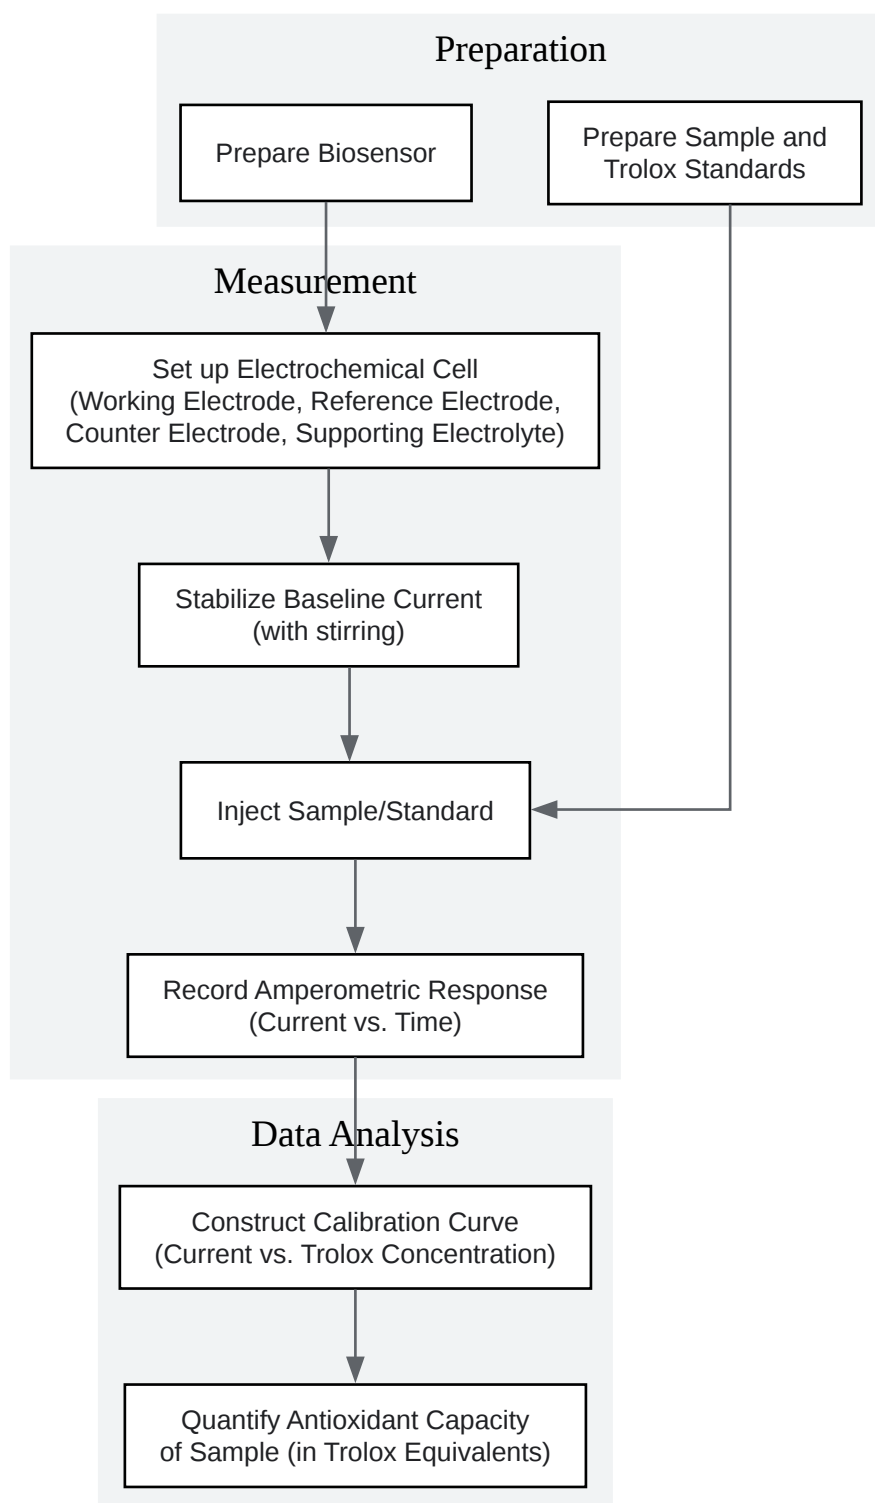 Preparation
Prepare Biosensor
Prepare Sample and
Trolox Standards
Measurement
Set up Electrochemical Cell
(Working Electrode, Reference Electrode,
Counter Electrode, Supporting Electrolyte)
Stabilize Baseline Current
(with stirring)
Inject Sample/Standard
Record Amperometric Response
(Current vs. Time)
Data Analysis
Construct Calibration Curve
(Current vs. Trolox Concentration)
Quantify Antioxidant Capacity
of Sample (in Trolox Equivalents)